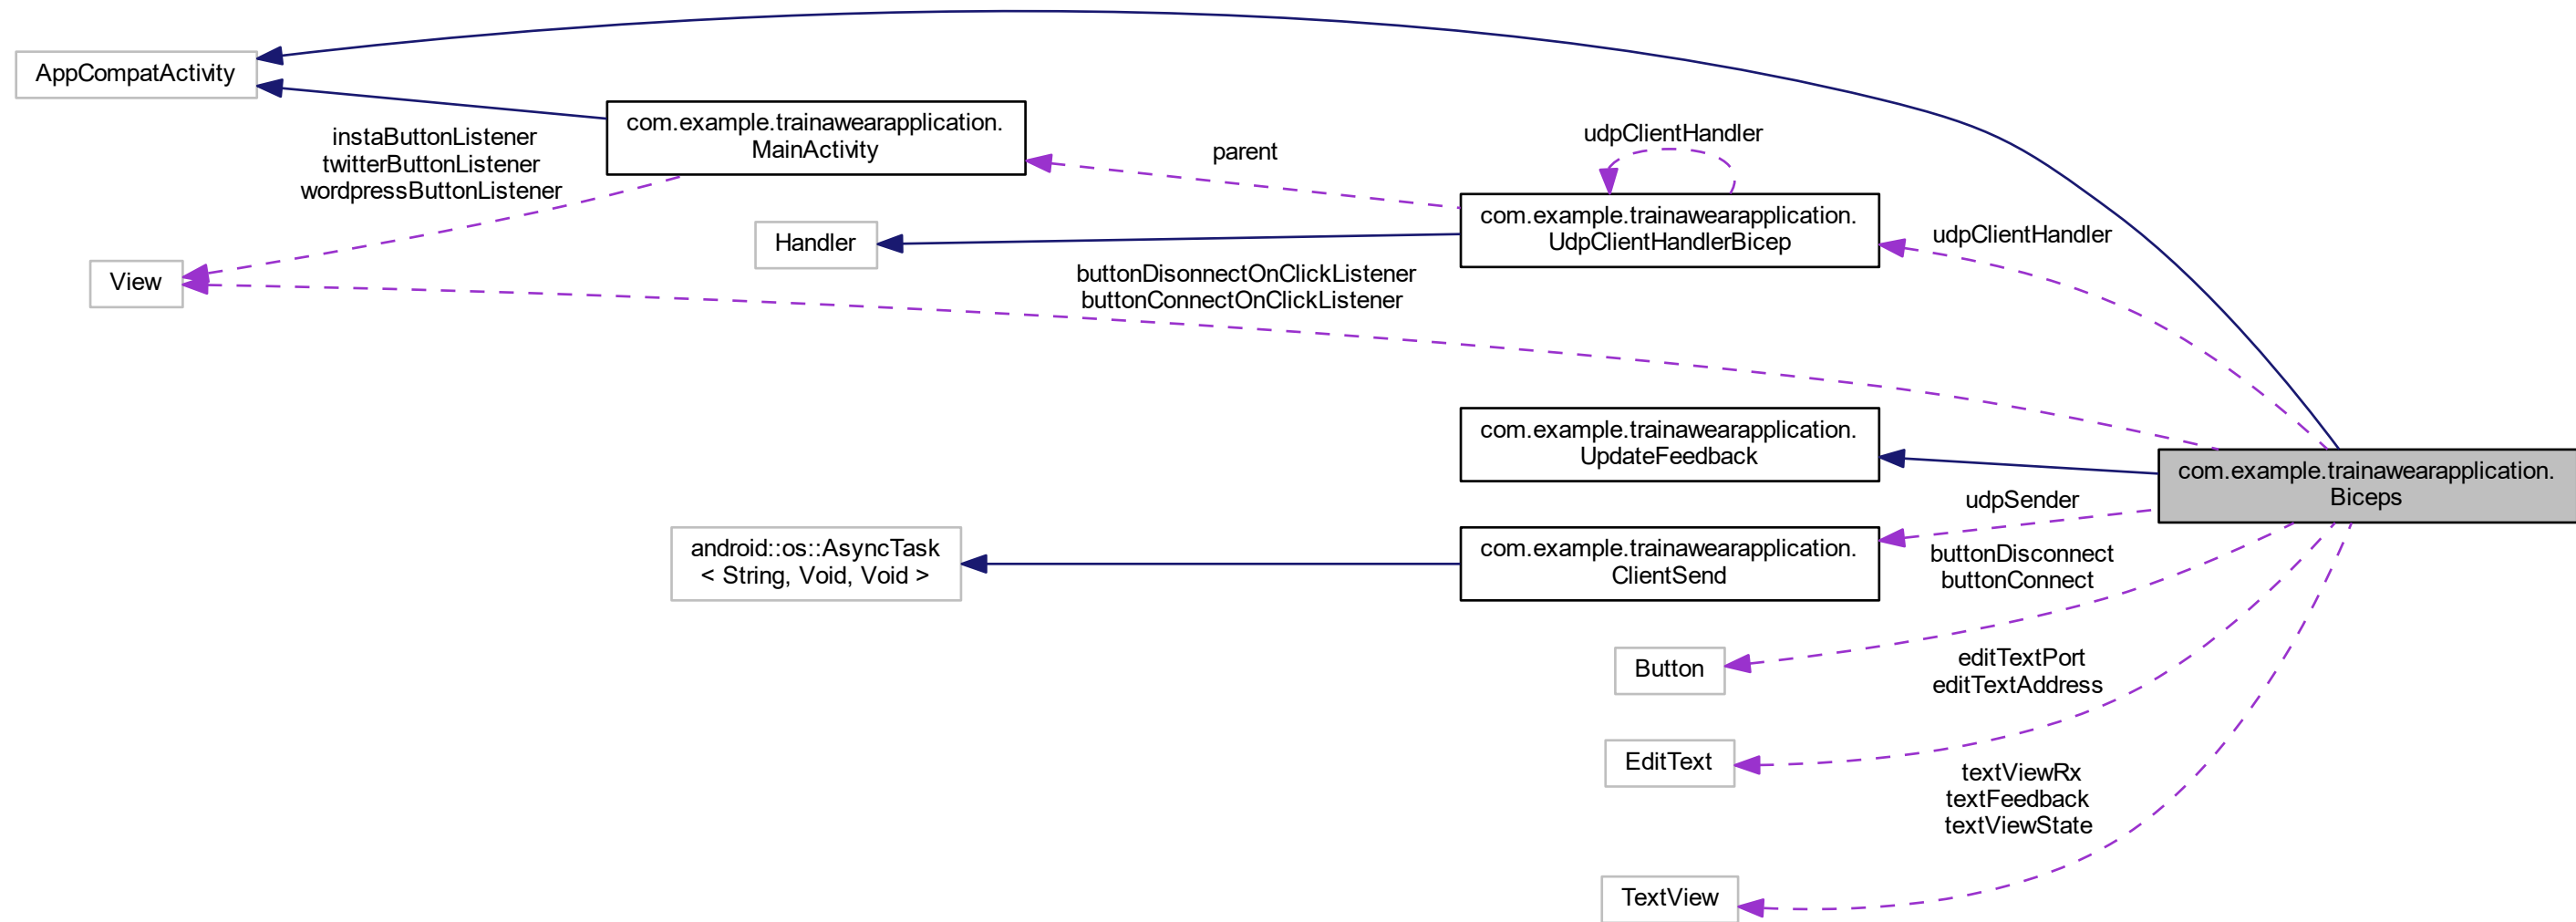 AppCompatActivity
com.example.trainawearapplication.
MainActivity
instaButtonListener
twitterButtonListener
wordpressButtonListener
parent
udpClientHandler
com.example.trainawearapplication.
UdpClientHandlerBicep
udpClientHandler
Handler
View
buttonDisonnectOnClickListener
buttonConnectOnClickListener
com.example.trainawearapplication.
UpdateFeedback
com.example.trainawearapplication.
Biceps
udpSender
android::os::AsyncTask
< String, Void, Void >
com.example.trainawearapplication.
ClientSend
buttonDisconnect
buttonConnect
Button
editTextPort
editTextAddress
EditText
textViewRx
textFeedback
textViewState
TextView